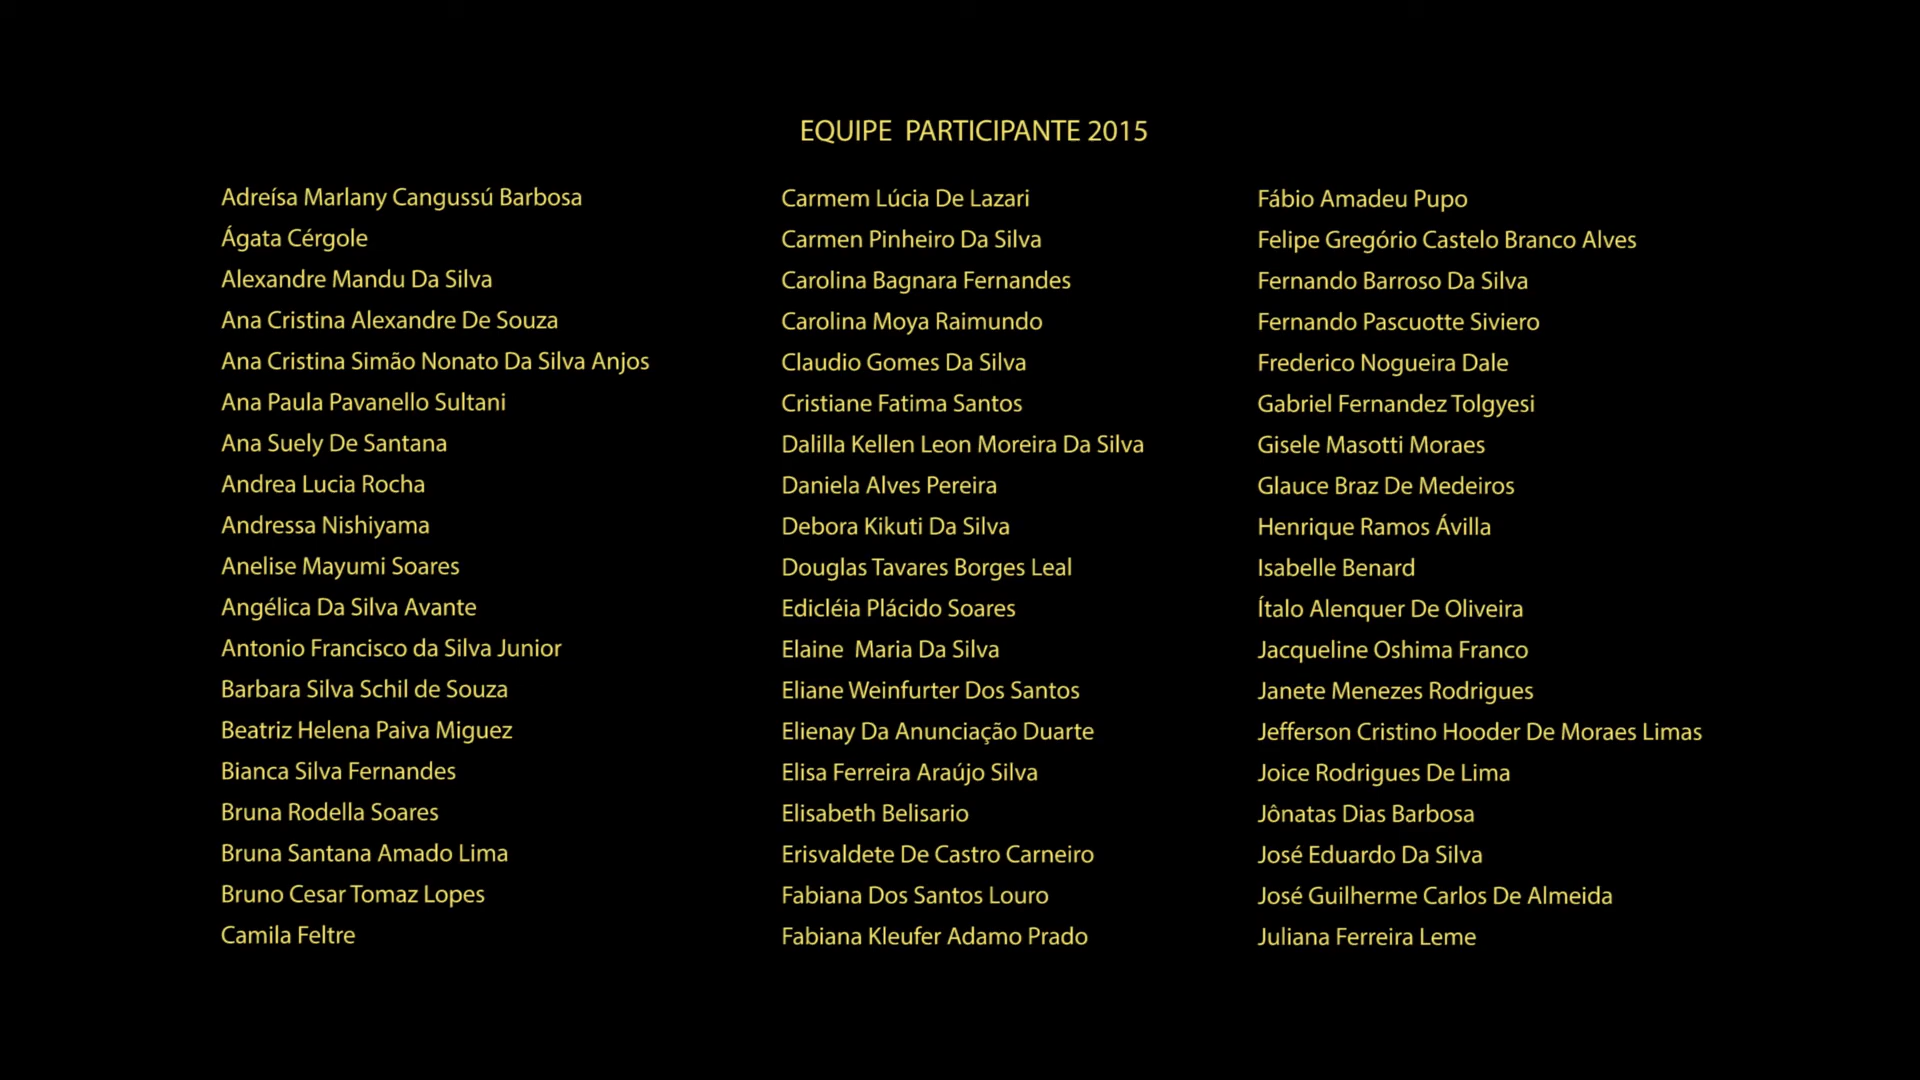 EQUIPE  PARTICIPANTE 2015
Adreísa Marlany Cangussú Barbosa
Ágata Cérgole
Alexandre Mandu Da Silva
Ana Cristina Alexandre De Souza
Ana Cristina Simão Nonato Da Silva Anjos
Ana Paula Pavanello Sultani
Ana Suely De Santana
Andrea Lucia Rocha
Andressa Nishiyama
Anelise Mayumi Soares
Angélica Da Silva Avante
Antonio Francisco da Silva Junior
Barbara Silva Schil de Souza
Beatriz Helena Paiva Miguez
Bianca Silva Fernandes
Bruna Rodella Soares
Bruna Santana Amado Lima
Bruno Cesar Tomaz Lopes
Camila Feltre
Carmem Lúcia De Lazari
Carmen Pinheiro Da Silva
Carolina Bagnara Fernandes
Carolina Moya Raimundo
Claudio Gomes Da Silva
Cristiane Fatima Santos
Dalilla Kellen Leon Moreira Da Silva
Daniela Alves Pereira
Debora Kikuti Da Silva
Douglas Tavares Borges Leal
Edicléia Plácido Soares
Elaine  Maria Da Silva
Eliane Weinfurter Dos Santos
Elienay Da Anunciação Duarte
Elisa Ferreira Araújo Silva
Elisabeth Belisario
Erisvaldete De Castro Carneiro
Fabiana Dos Santos Louro
Fabiana Kleufer Adamo Prado
Fábio Amadeu Pupo
Felipe Gregório Castelo Branco Alves
Fernando Barroso Da Silva
Fernando Pascuotte Siviero
Frederico Nogueira Dale
Gabriel Fernandez Tolgyesi
Gisele Masotti Moraes
Glauce Braz De Medeiros
Henrique Ramos Ávilla
Isabelle Benard
Ítalo Alenquer De Oliveira
Jacqueline Oshima Franco
Janete Menezes Rodrigues
Jefferson Cristino Hooder De Moraes Limas
Joice Rodrigues De Lima
Jônatas Dias Barbosa
José Eduardo Da Silva
José Guilherme Carlos De Almeida
Juliana Ferreira Leme